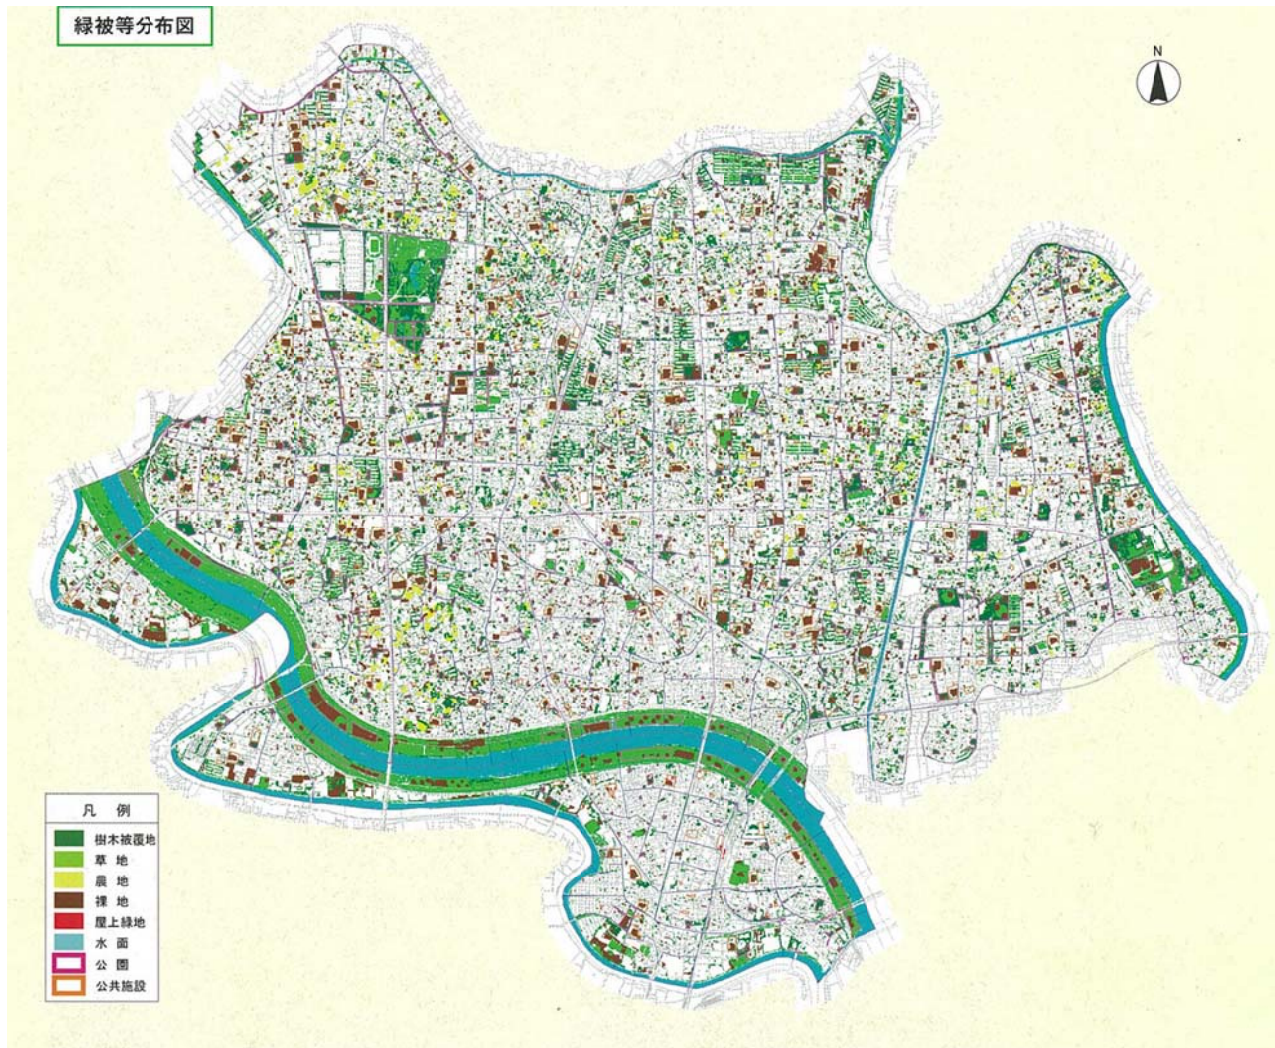 緑被等分布図
N
凡 例
樹木被覆地
草 地
農 地
裸 地
屋上緑地
水 面
公 園
公共施設